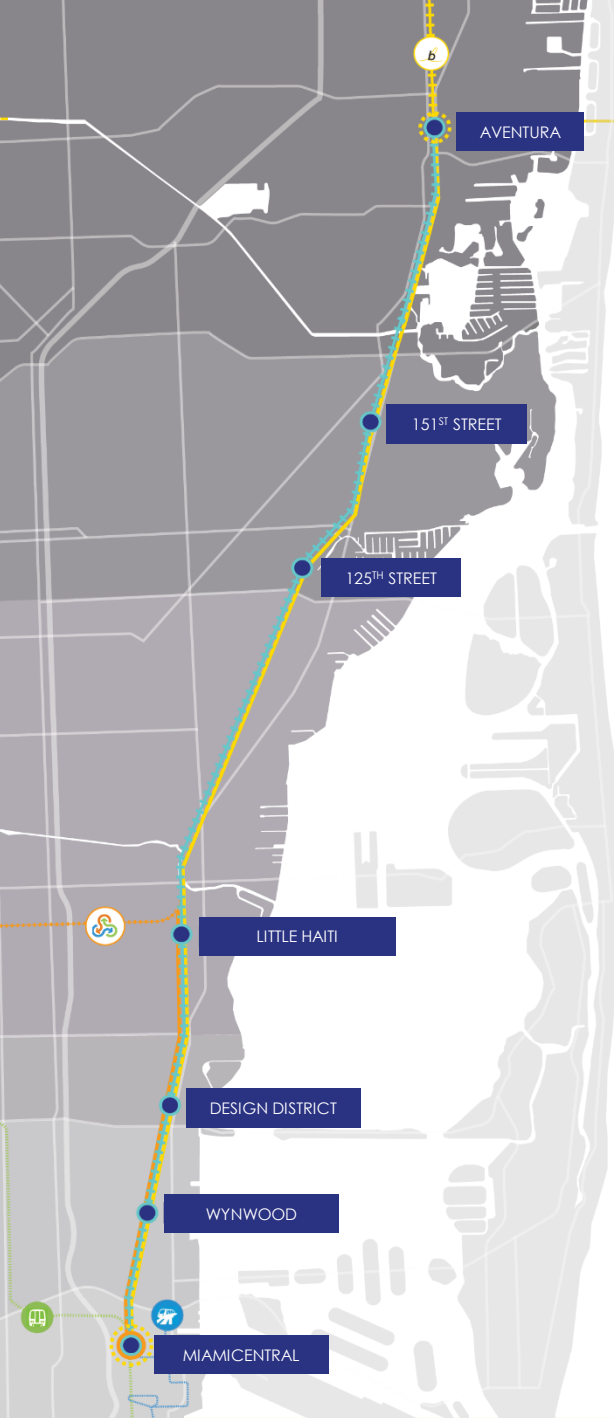 b
AVENTURA
151ST STREET
125TH STREET
LITTLE HAITI
DESIGN DISTRICT
WYNWOOD
MIAMICENTRAL